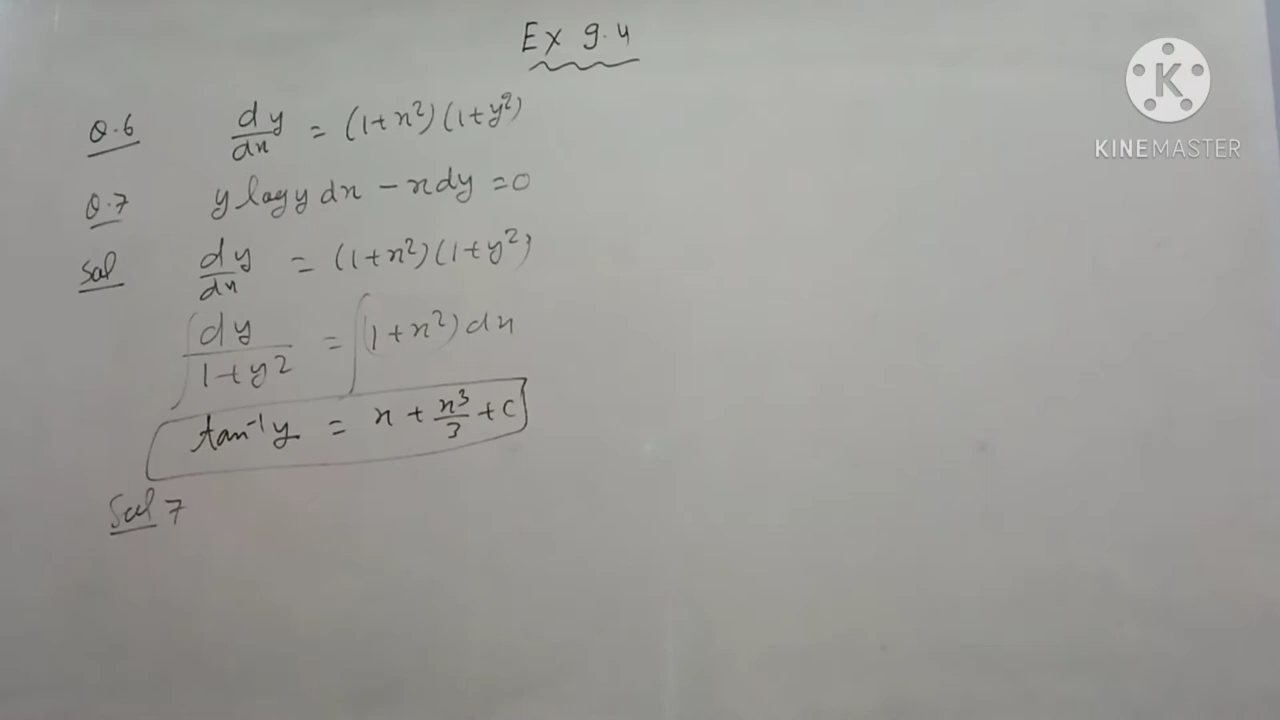 Ex 9.4
Q.6 dy/dx = (1+x²)(1+y²)
Q.7 y log y dx - x dy = 0
Sol dy/dx = (1+x²)(1+y²)
∫ dy/1+y² = ∫(1+x²)dx
tan⁻¹y = x + x³/3 + C
Sol 7
K
KINEMASTER